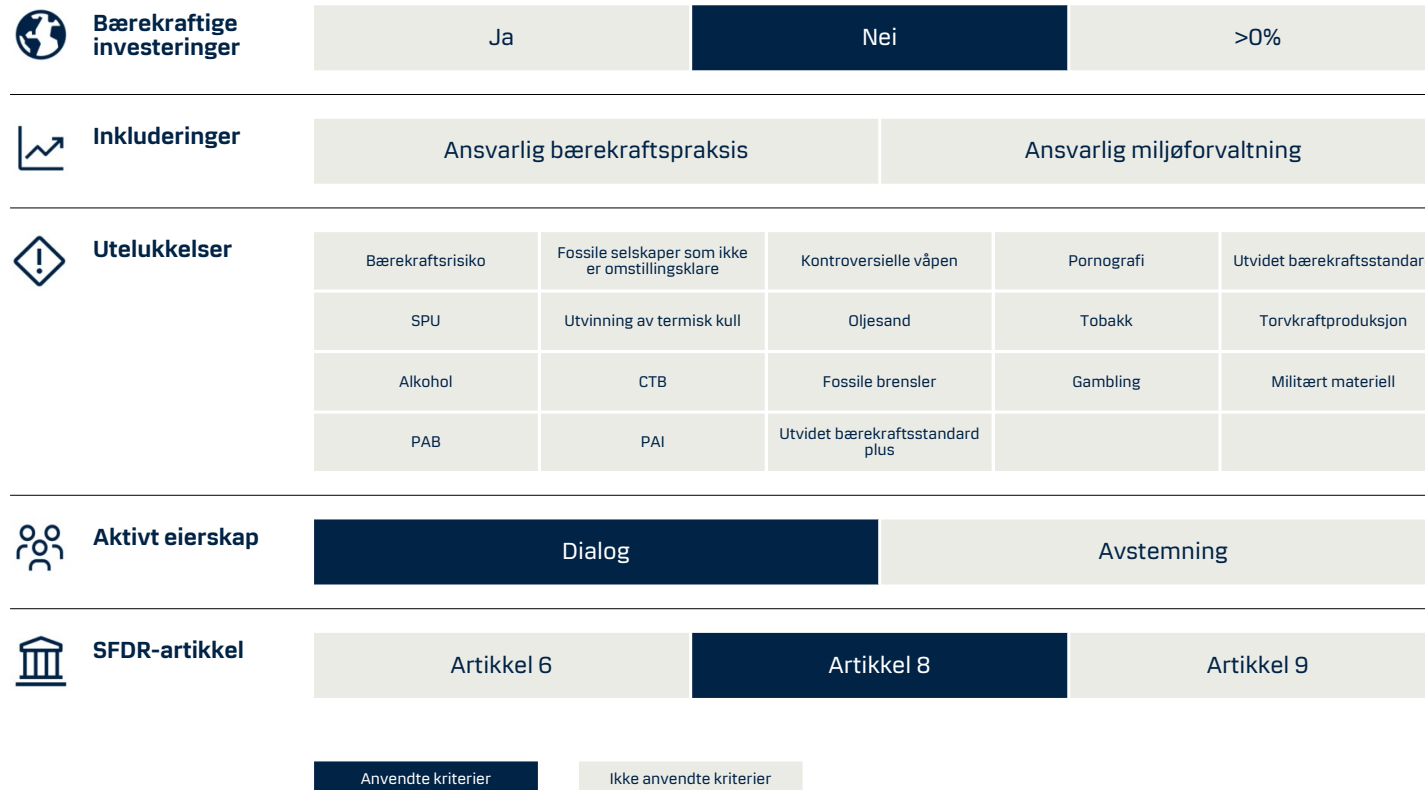 Bærekraftige
investeringer
Ja
Nei
>0%
Inkluderinger
Ansvarlig bærekraftspraksis
Ansvarlig miljøforvaltning
Utelukkelser
Bærekraftsrisiko
Fossile selskaper som ikke
er omstillingsklare
Kontroversielle våpen
Pornografi
Utvidet bærekraftsstandar
SPU
Utvinning av termisk kull
Oljesand
Tobakk
Torvkraftproduksjon
Alkohol
CTB
Fossile brensler
Gambling
Militært materiell
PAB
PAI
Utvidet bærekraftsstandard
plus
Aktivt eierskap
Dialog
Avstemning
SFDR-artikkel
Artikkel 6
Artikkel 8
Artikkel 9
Anvendte kriterier
Ikke anvendte kriterier